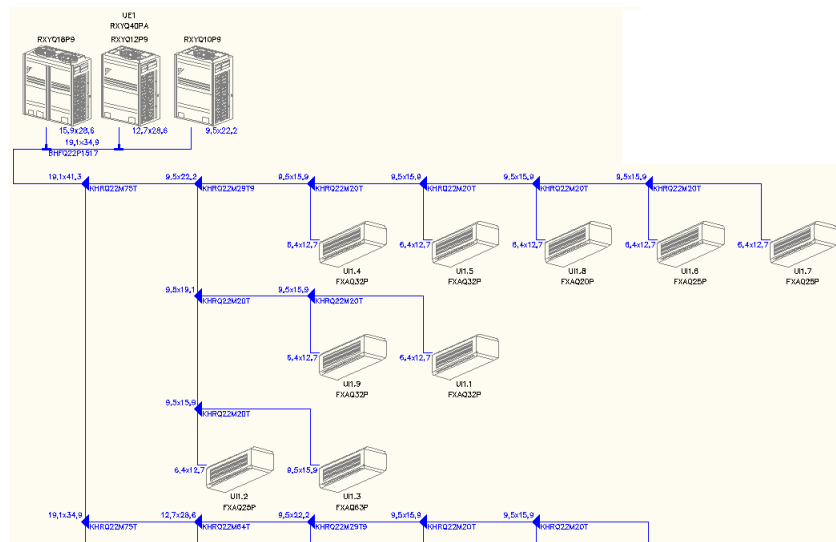 UE1
RXYQ40PA
RXYQ18P9 RXYQ12P9 RXYQ10P9
15,9x28,6 12,7x28,6 9,5x22,2
19,1x34,9
BHFQ22P1517
19,1x41,3 9,5x22,2 9,5x15,9 9,5x15,9 9,5x15,9 9,5x15,9
KHRQ22M75T KHRQ22M29T9 KHRQ22M20T KHRQ22M20T KHRQ22M20T KHRQ22M20T
6,4x12,7 6,4x12,7 6,4x12,7 6,4x12,7 6,4x12,7
UI1.4 UI1.5 UI1.8 UI1.6 UI1.7
FXAQ32P FXAQ32P FXAQ20P FXAQ25P FXAQ25P
9,5x19,1 9,5x15,9
KHRQ22M20T KHRQ22M20T
6,4x12,7 6,4x12,7
UI1.9 UI1.1
FXAQ32P FXAQ32P
9,5x15,9
KHRQ22M20T
6,4x12,7 9,5x15,9
UI1.2 UI1.3
FXAQ25P FXAQ63P
19,1x34,9 12,7x28,6 9,5x22,2 9,5x15,9 9,5x15,9
KHRQ22M75T KHRQ22M64T KHRQ22M29T9 KHRQ22M20T KHRQ22M20T